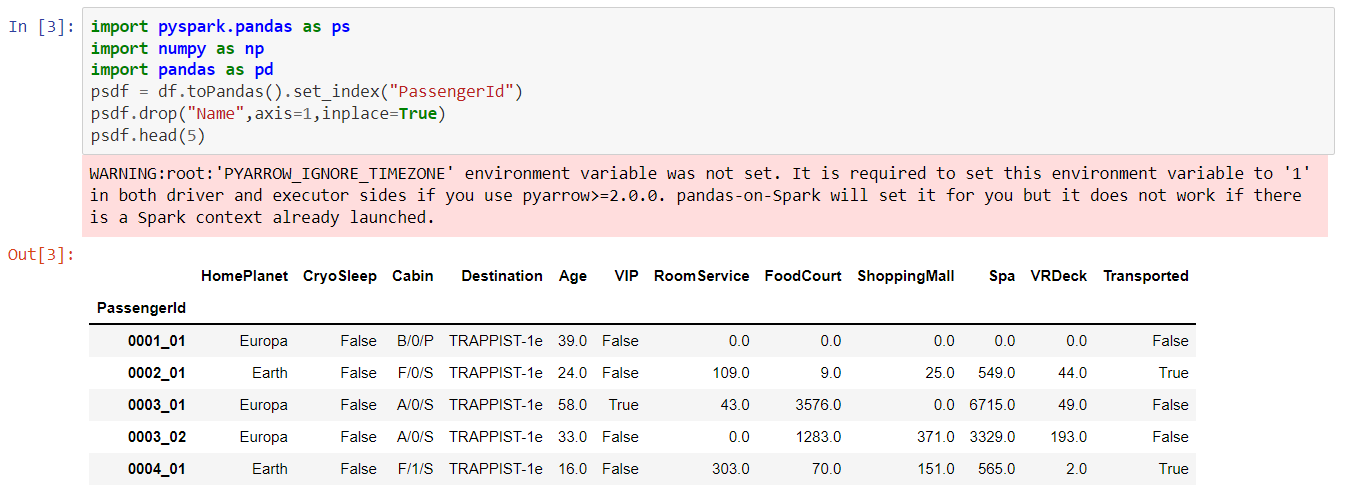 In [3]: import pyspark.pandas as ps
import numpy as np
import pandas as pd
psdf = df.toPandas().set_index("PassengerId")
psdf.drop("Name",axis=1,inplace=True)
psdf.head(5)
WARNING:root:'PYARROW_IGNORE_TIMEZONE' environment variable was not set. It is required to set this environment variable to '1'
in both driver and executor sides if you use pyarrow>=2.0.0. pandas-on-Spark will set it for you but it does not work if there
is a Spark context already launched.
Out[3]:
HomePlanet CryoSleep Cabin Destination Age VIP RoomService FoodCourt ShoppingMall Spa VRDeck Transported
PassengerId
0001_01 Europa False B/0/P TRAPPIST-1e 39.0 False 0.0 0.0 0.0 0.0 0.0 False
0002_01 Earth False F/0/S TRAPPIST-1e 24.0 False 109.0 9.0 25.0 549.0 44.0 True
0003_01 Europa False A/0/S TRAPPIST-1e 58.0 True 43.0 3576.0 0.0 6715.0 49.0 False
0003_02 Europa False A/0/S TRAPPIST-1e 33.0 False 0.0 1283.0 371.0 3329.0 193.0 False
0004_01 Earth False F/1/S TRAPPIST-1e 16.0 False 303.0 70.0 151.0 565.0 2.0 True